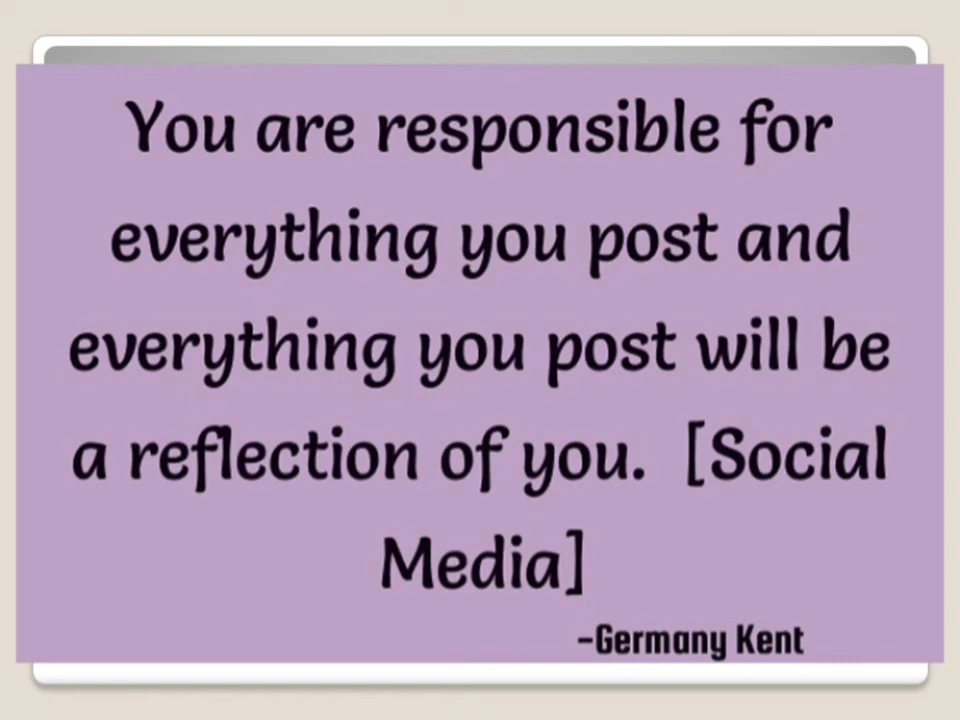 You are responsible for
everything you post and
everything you post will be
a reflection of you.  [Social
Media]
-Germany Kent